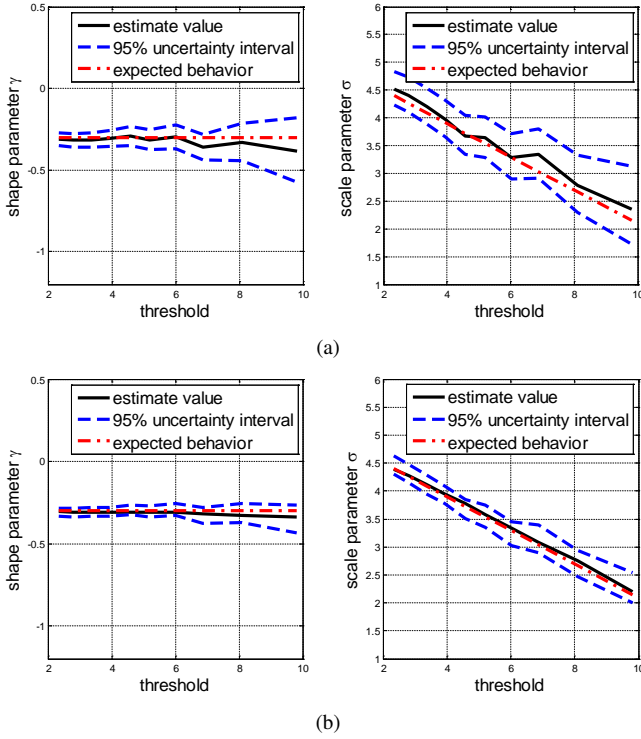 0.5
0
-0.5
-1
shape parameter γ
estimate value
95% uncertainty interval
expected behavior
2 4 6 8 10
threshold
6
5.5
5
4.5
4
3.5
3
2.5
2
1.5
1
scale parameter σ
estimate value
95% uncertainty interval
expected behavior
2 4 6 8 10
threshold
(a)
0.5
0
-0.5
-1
shape parameter γ
estimate value
95% uncertainty interval
expected behavior
2 4 6 8 10
threshold
6
5.5
5
4.5
4
3.5
3
2.5
2
1.5
1
scale parameter σ
estimate value
95% uncertainty interval
expected behavior
2 4 6 8 10
threshold
(b)